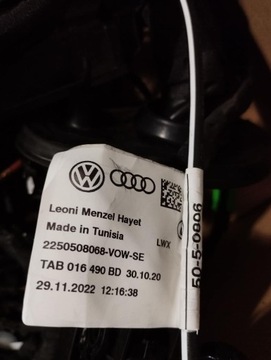 Leoni Menzel Hayet
Made in Tunisia
LWX
2250508068-VOW-SE
TAB 016 490 BD 30.10.20
29.11.2022 12:16:38
50-5-0906